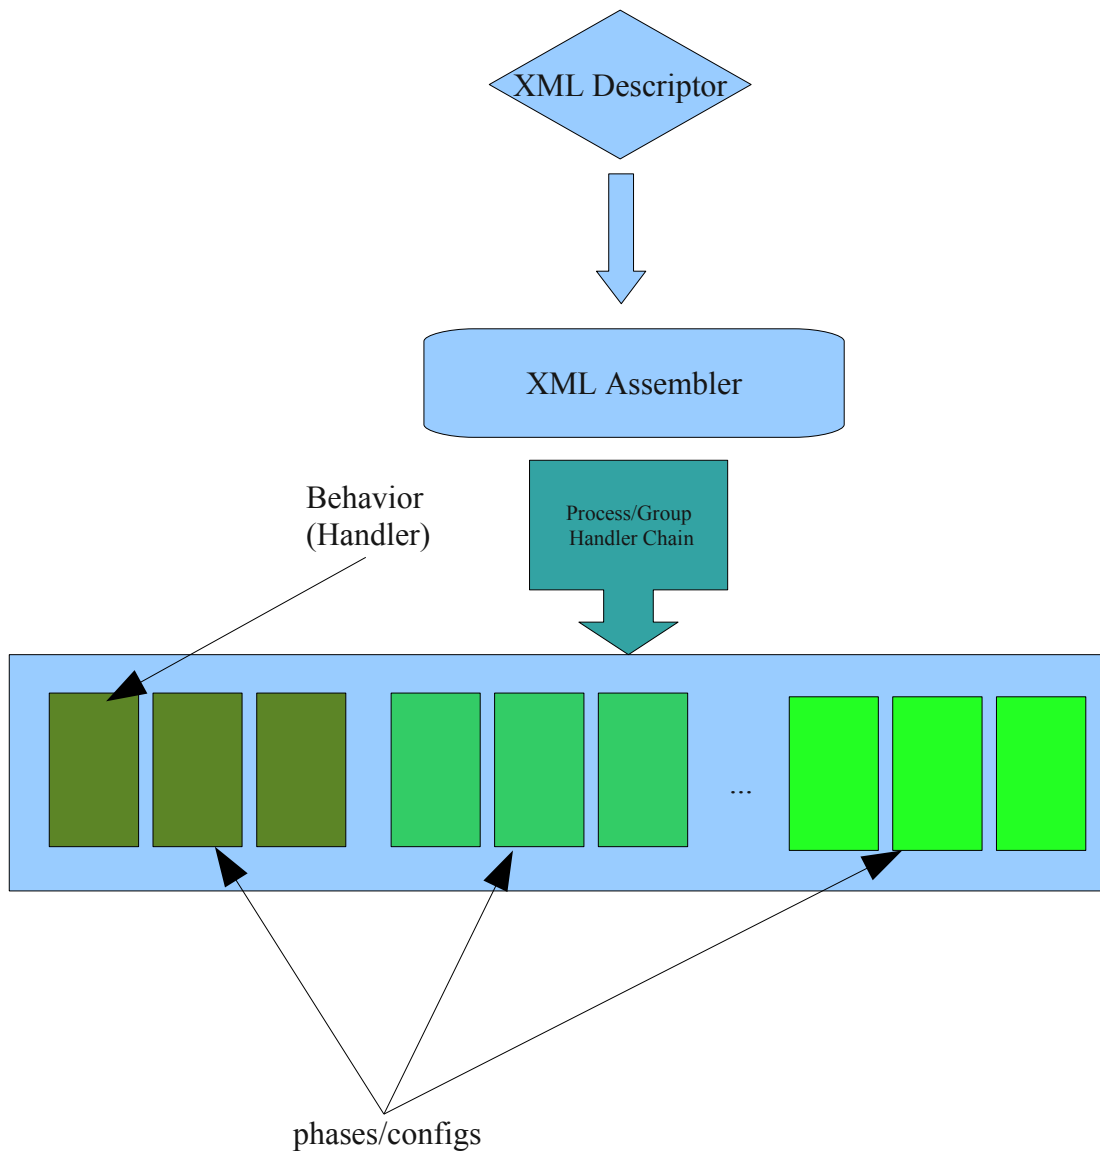 XML Descriptor
XML Assembler
Behavior
(Handler)
Process/Group
Handler Chain
...
phases/configs